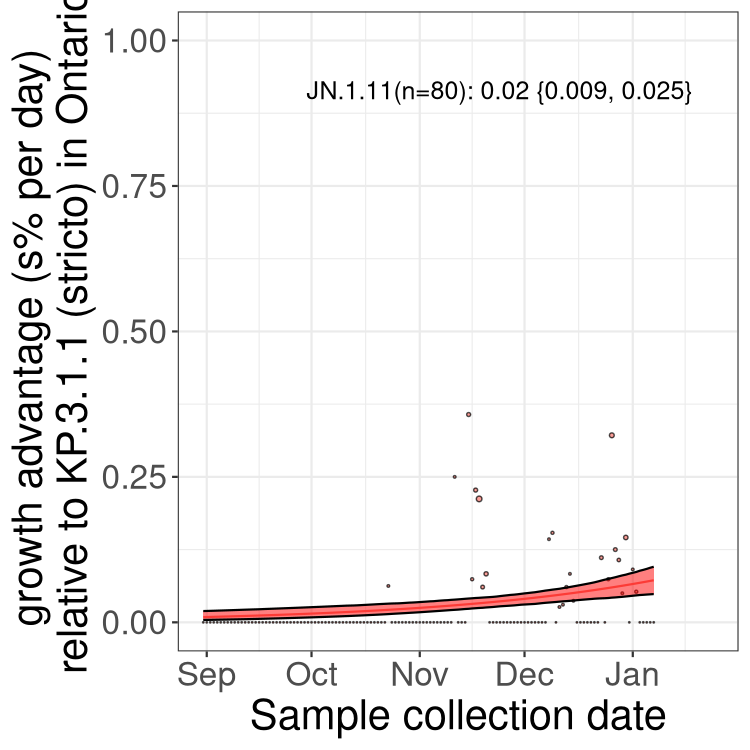 growth advantage (s% per day)
relative to KP.3.1.1 (stricto) in Ontario
1.00
0.75
0.50
0.25
0.00
JN.1.11(n=80): 0.02 {0.009, 0.025}
Sep Oct Nov Dec Jan
Sample collection date